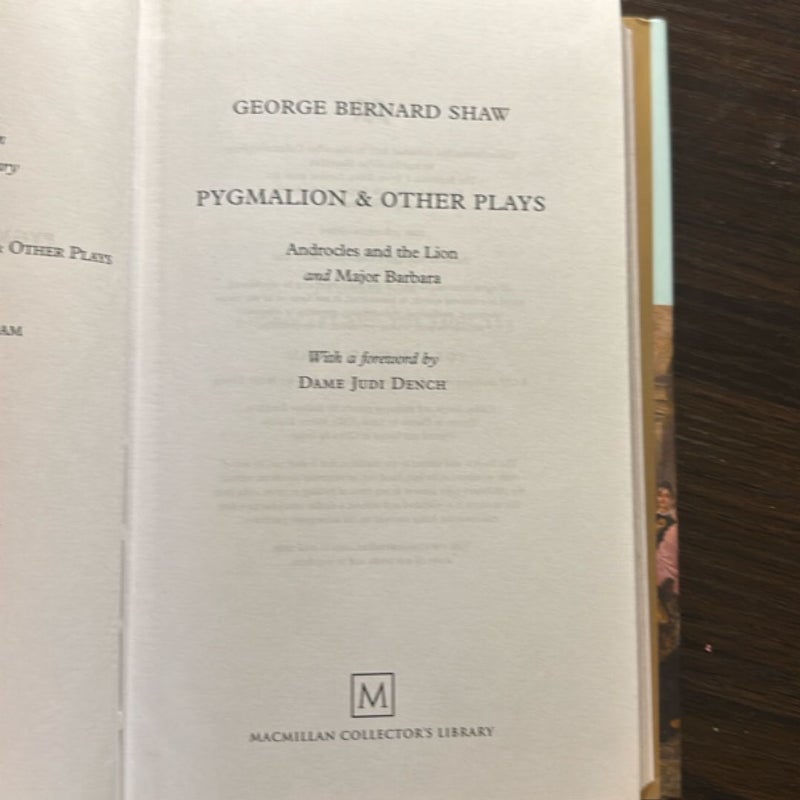 & OTHER PLAYS
GEORGE BERNARD SHAW
PYGMALION & OTHER PLAYS
Androcles and the Lion
and Major Barbara
With a foreword by
DAME JUDI DENCH
M
MACMILLAN COLLECTOR'S LIBRARY